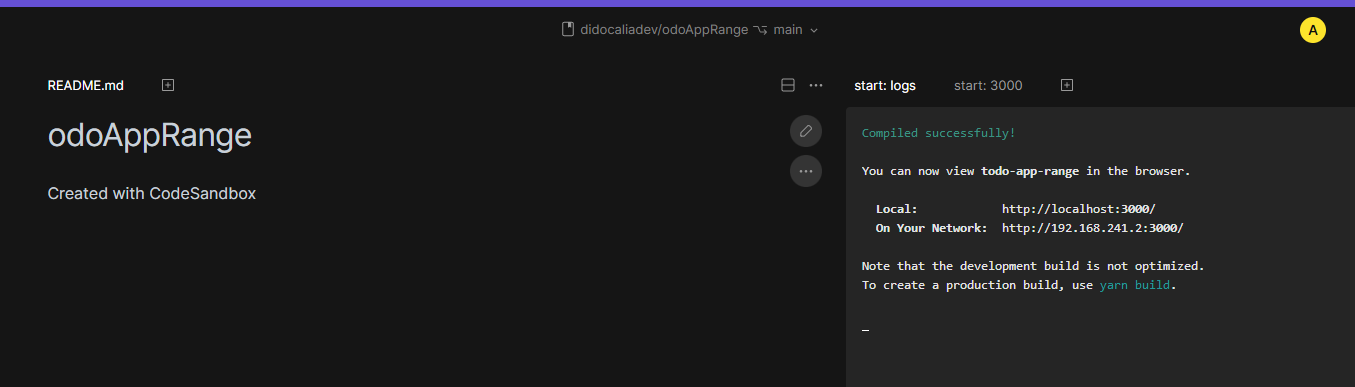 didocaliadev/odoAppRange main
A
README.md
odoAppRange
Created with CodeSandbox
start: logs start: 3000
Compiled successfully!
You can now view todo-app-range in the browser.
Local: http://localhost:3000/
On Your Network: http://192.168.241.2:3000/
Note that the development build is not optimized.
To create a production build, use yarn build.